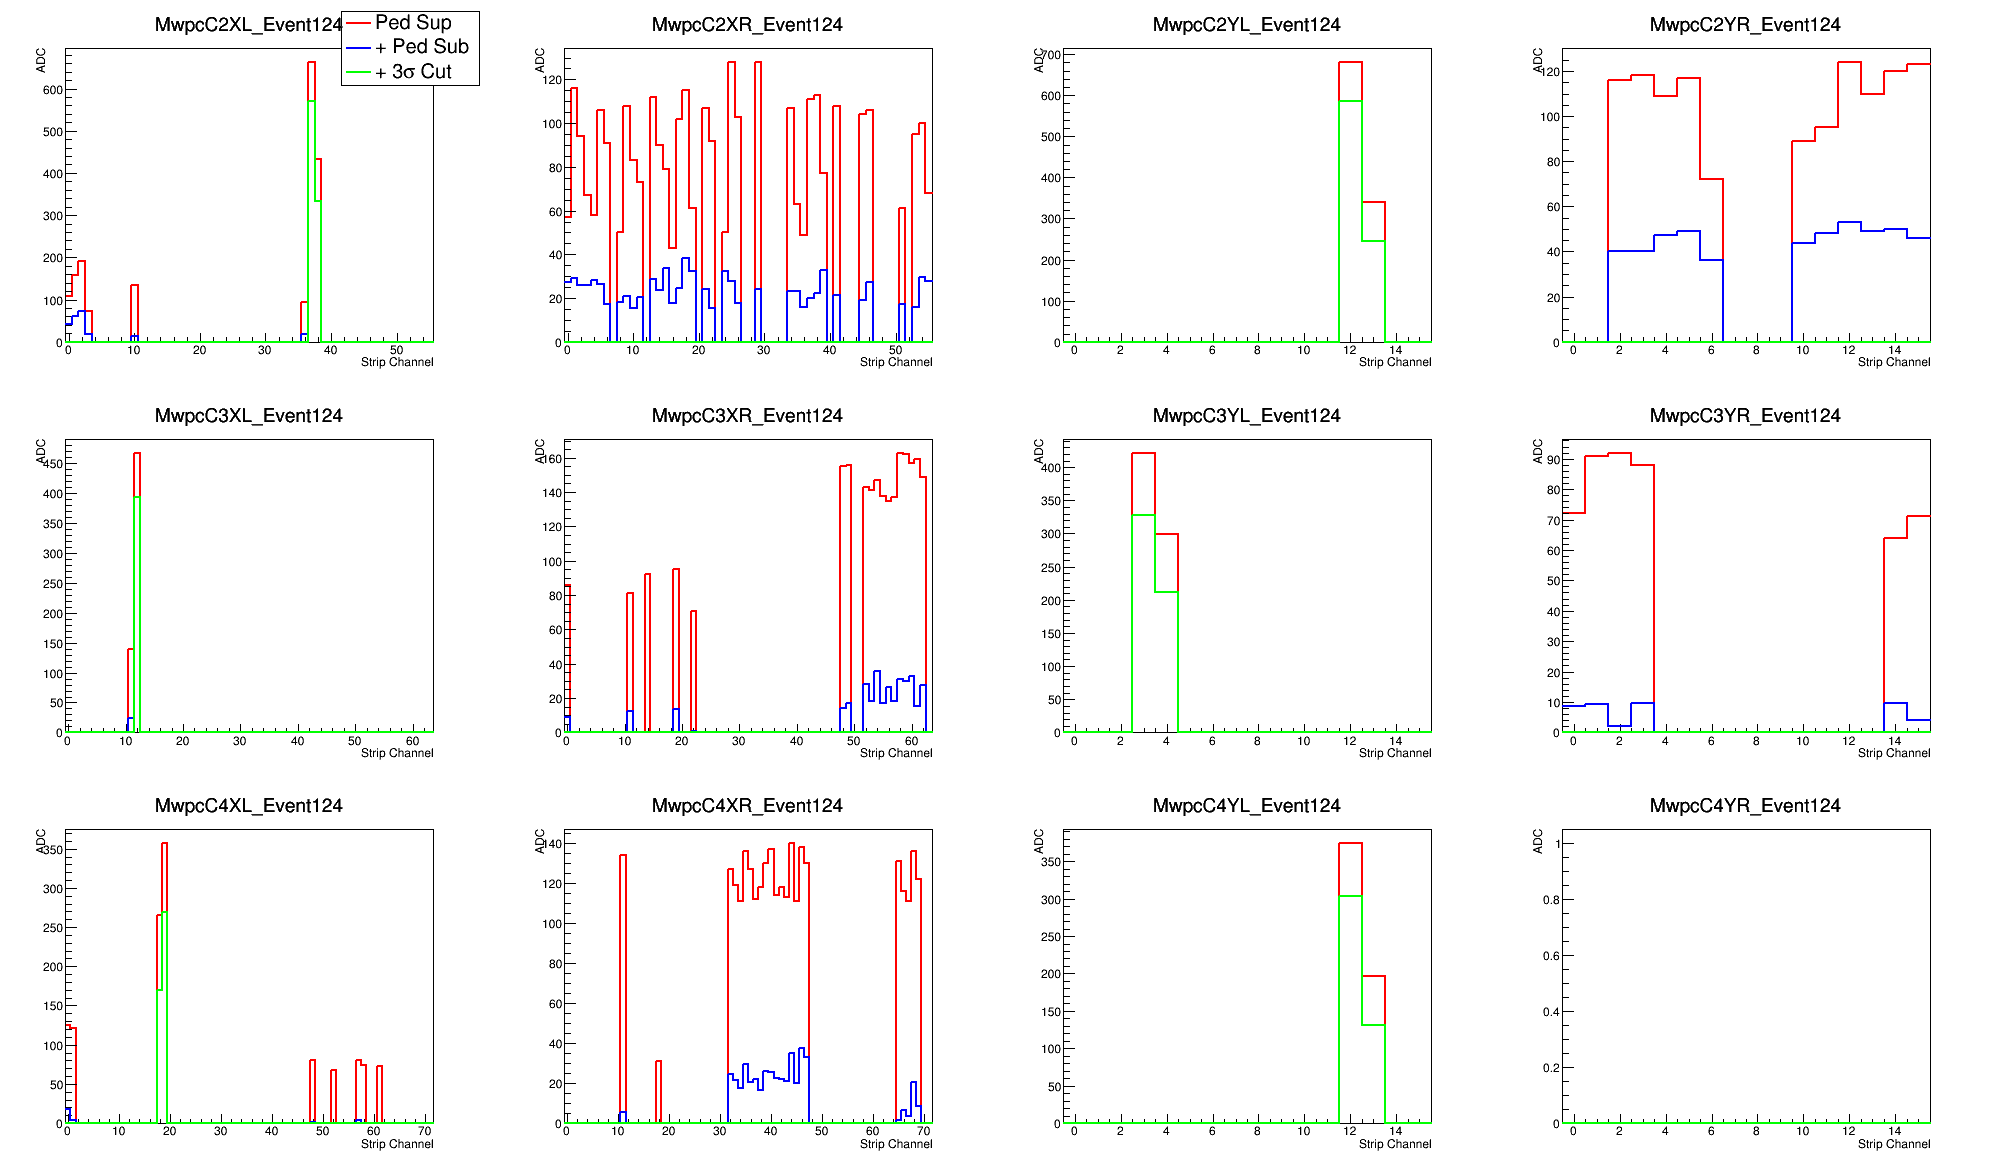 MwpcC2XL_Event124
Ped Sup
+ Ped Sub
+ 3σ Cut
ADC
600
500
400
300
200
100
0
0 10 20 30 40 50
Strip Channel
MwpcC2XR_Event124
ADC
120
100
80
60
40
20
0
0 10 20 30 40 50
Strip Channel
MwpcC2YL_Event124
ADC
700
600
500
400
300
200
100
0
0 2 4 6 8 10 12 14
Strip Channel
MwpcC2YR_Event124
ADC
120
100
80
60
40
20
0
0 2 4 6 8 10 12 14
Strip Channel
MwpcC3XL_Event124
ADC
450
400
350
300
250
200
150
100
50
0
0 10 20 30 40 50 60
Strip Channel
MwpcC3XR_Event124
ADC
160
140
120
100
80
60
40
20
0
0 10 20 30 40 50 60
Strip Channel
MwpcC3YL_Event124
ADC
400
350
300
250
200
150
100
50
0
0 2 4 6 8 10 12 14
Strip Channel
MwpcC3YR_Event124
ADC
90
80
70
60
50
40
30
20
10
0
0 2 4 6 8 10 12 14
Strip Channel
MwpcC4XL_Event124
ADC
350
300
250
200
150
100
50
0
0 10 20 30 40 50 60 70
Strip Channel
MwpcC4XR_Event124
ADC
140
120
100
80
60
40
20
0
0 10 20 30 40 50 60 70
Strip Channel
MwpcC4YL_Event124
ADC
350
300
250
200
150
100
50
0
0 2 4 6 8 10 12 14
Strip Channel
MwpcC4YR_Event124
ADC
1
0.8
0.6
0.4
0.2
0
0 2 4 6 8 10 12 14
Strip Channel